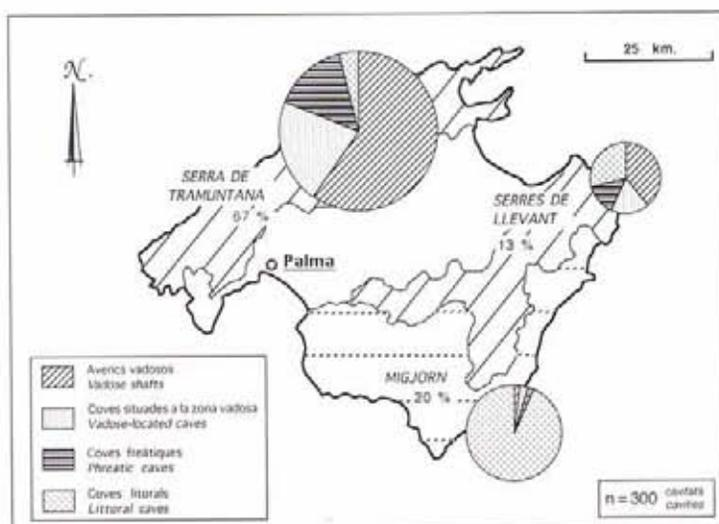 25 km.
N.
SERRA DE
TRAMUNTANA
67 %
SERRES DE
LLEVANT
13 %
Palma
MIGJORN
20 %
Avencs vadosos
Vadose shafts
Coves situades a la zona vadosa
Vadose-located caves
Coves freàtiques
Phreatic caves
Coves litorals
Littoral caves
n = 300 cavitats
cavities